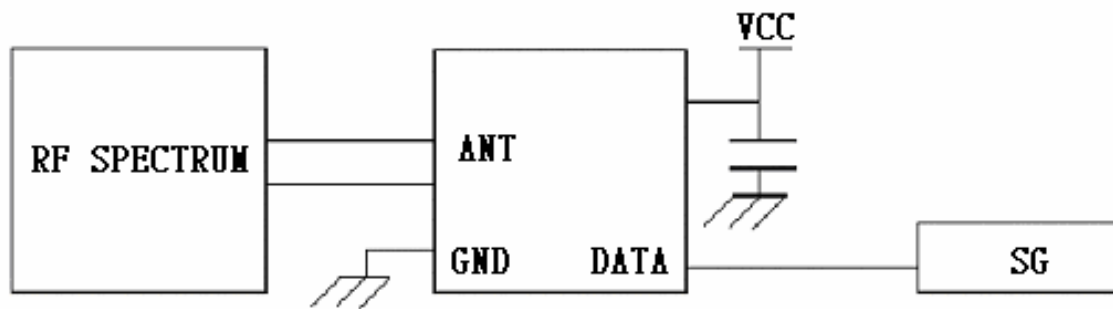 VCC
RF SPECTRUM
ANT
GND
DATA
SG